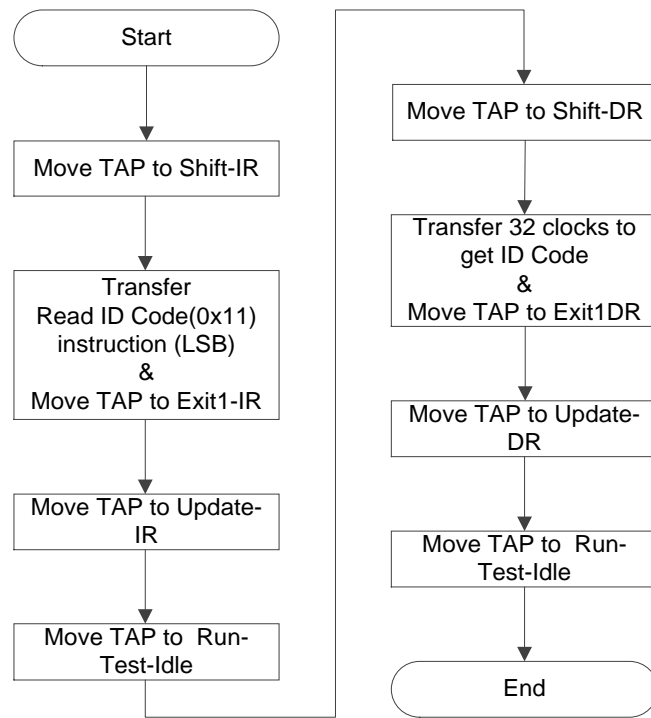 Start
Move TAP to Shift-IR
Transfer
Read ID Code(0x11)
instruction (LSB)
&
Move TAP to Exit1-IR
Move TAP to Update-
IR
Move TAP to Run-
Test-Idle
Move TAP to Shift-DR
Transfer 32 clocks to
get ID Code
&
Move TAP to Exit1DR
Move TAP to Update-
DR
Move TAP to Run-
Test-Idle
End